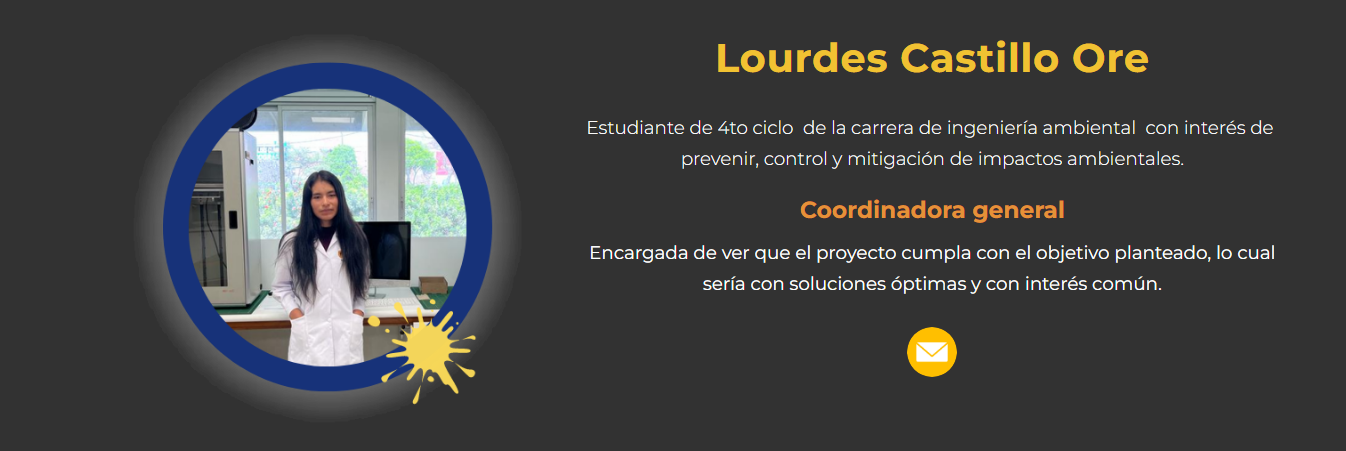 Lourdes Castillo Ore
Estudiante de 4to ciclo  de la carrera de ingeniería ambiental  con interés de
prevenir, control y mitigación de impactos ambientales.
Coordinadora general
Encargada de ver que el proyecto cumpla con el objetivo planteado, lo cual
sería con soluciones óptimas y con interés común.